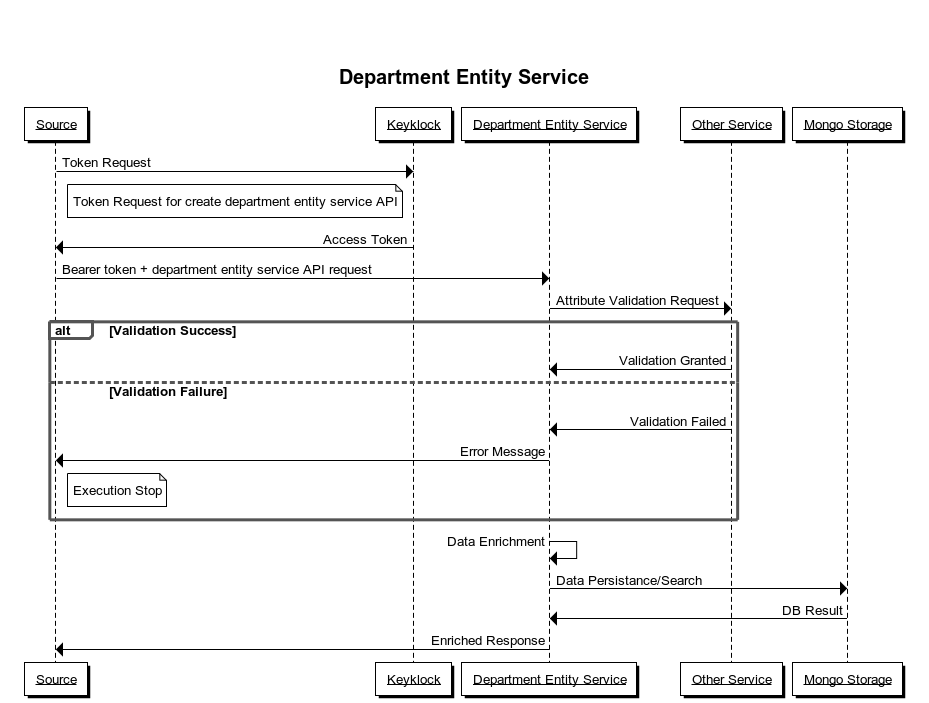 Department Entity Service
Source
Keyklock
Department Entity Service
Other Service
Mongo Storage
Token Request
Token Request for create department entity service API
Access Token
Bearer token + department entity service API request
Attribute Validation Request
alt
[Validation Success]
Validation Granted
[Validation Failure]
Validation Failed
Error Message
Execution Stop
Data Enrichment
Data Persistance/Search
DB Result
Enriched Response
Source
Keyklock
Department Entity Service
Other Service
Mongo Storage